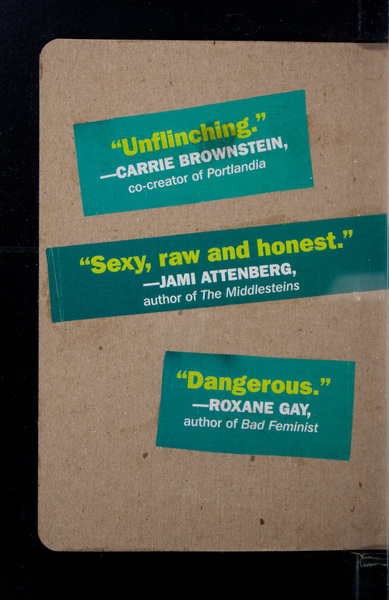 “Unflinching.”
—CARRIE BROWNSTEIN,
co-creator of Portlandia
“Sexy, raw and honest.”
—JAMI ATTENBERG,
author of The Middlesteins
“Dangerous.”
—ROXANE GAY,
author of Bad Feminist